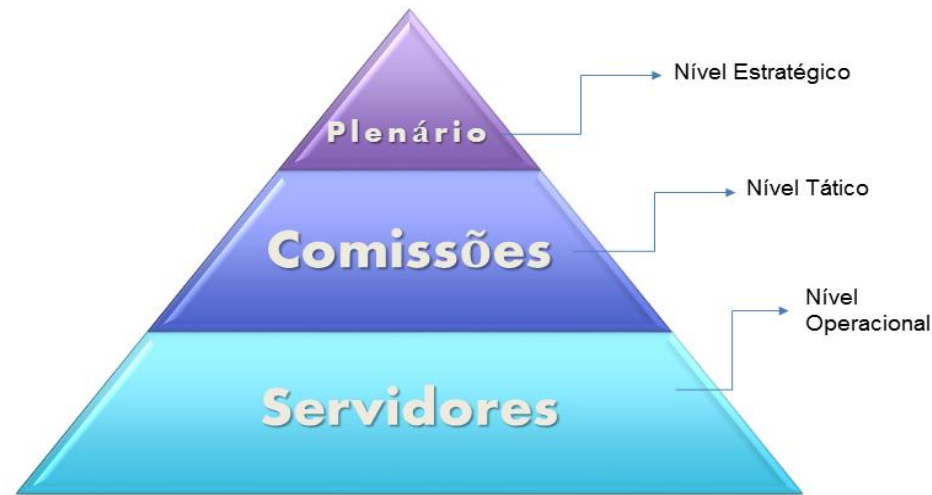 Nível Estratégico
Plenário
Nível Tático
Comissões
Nível
Operacional
Servidores